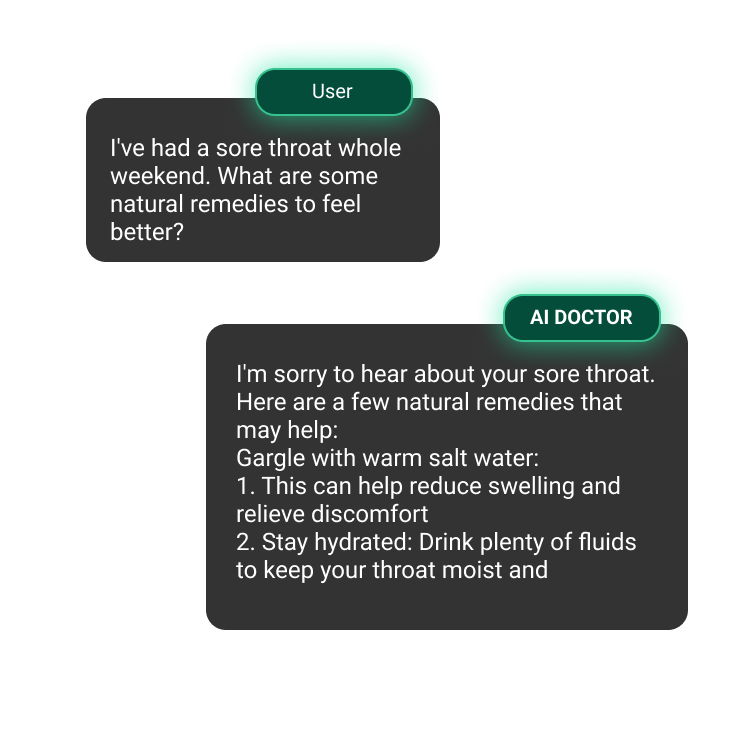 User
I've had a sore throat whole
weekend. What are some
natural remedies to feel
better?
AI DOCTOR
I'm sorry to hear about your sore throat.
Here are a few natural remedies that
may help:
Gargle with warm salt water:
1. This can help reduce swelling and
relieve discomfort
2. Stay hydrated: Drink plenty of fluids
to keep your throat moist and